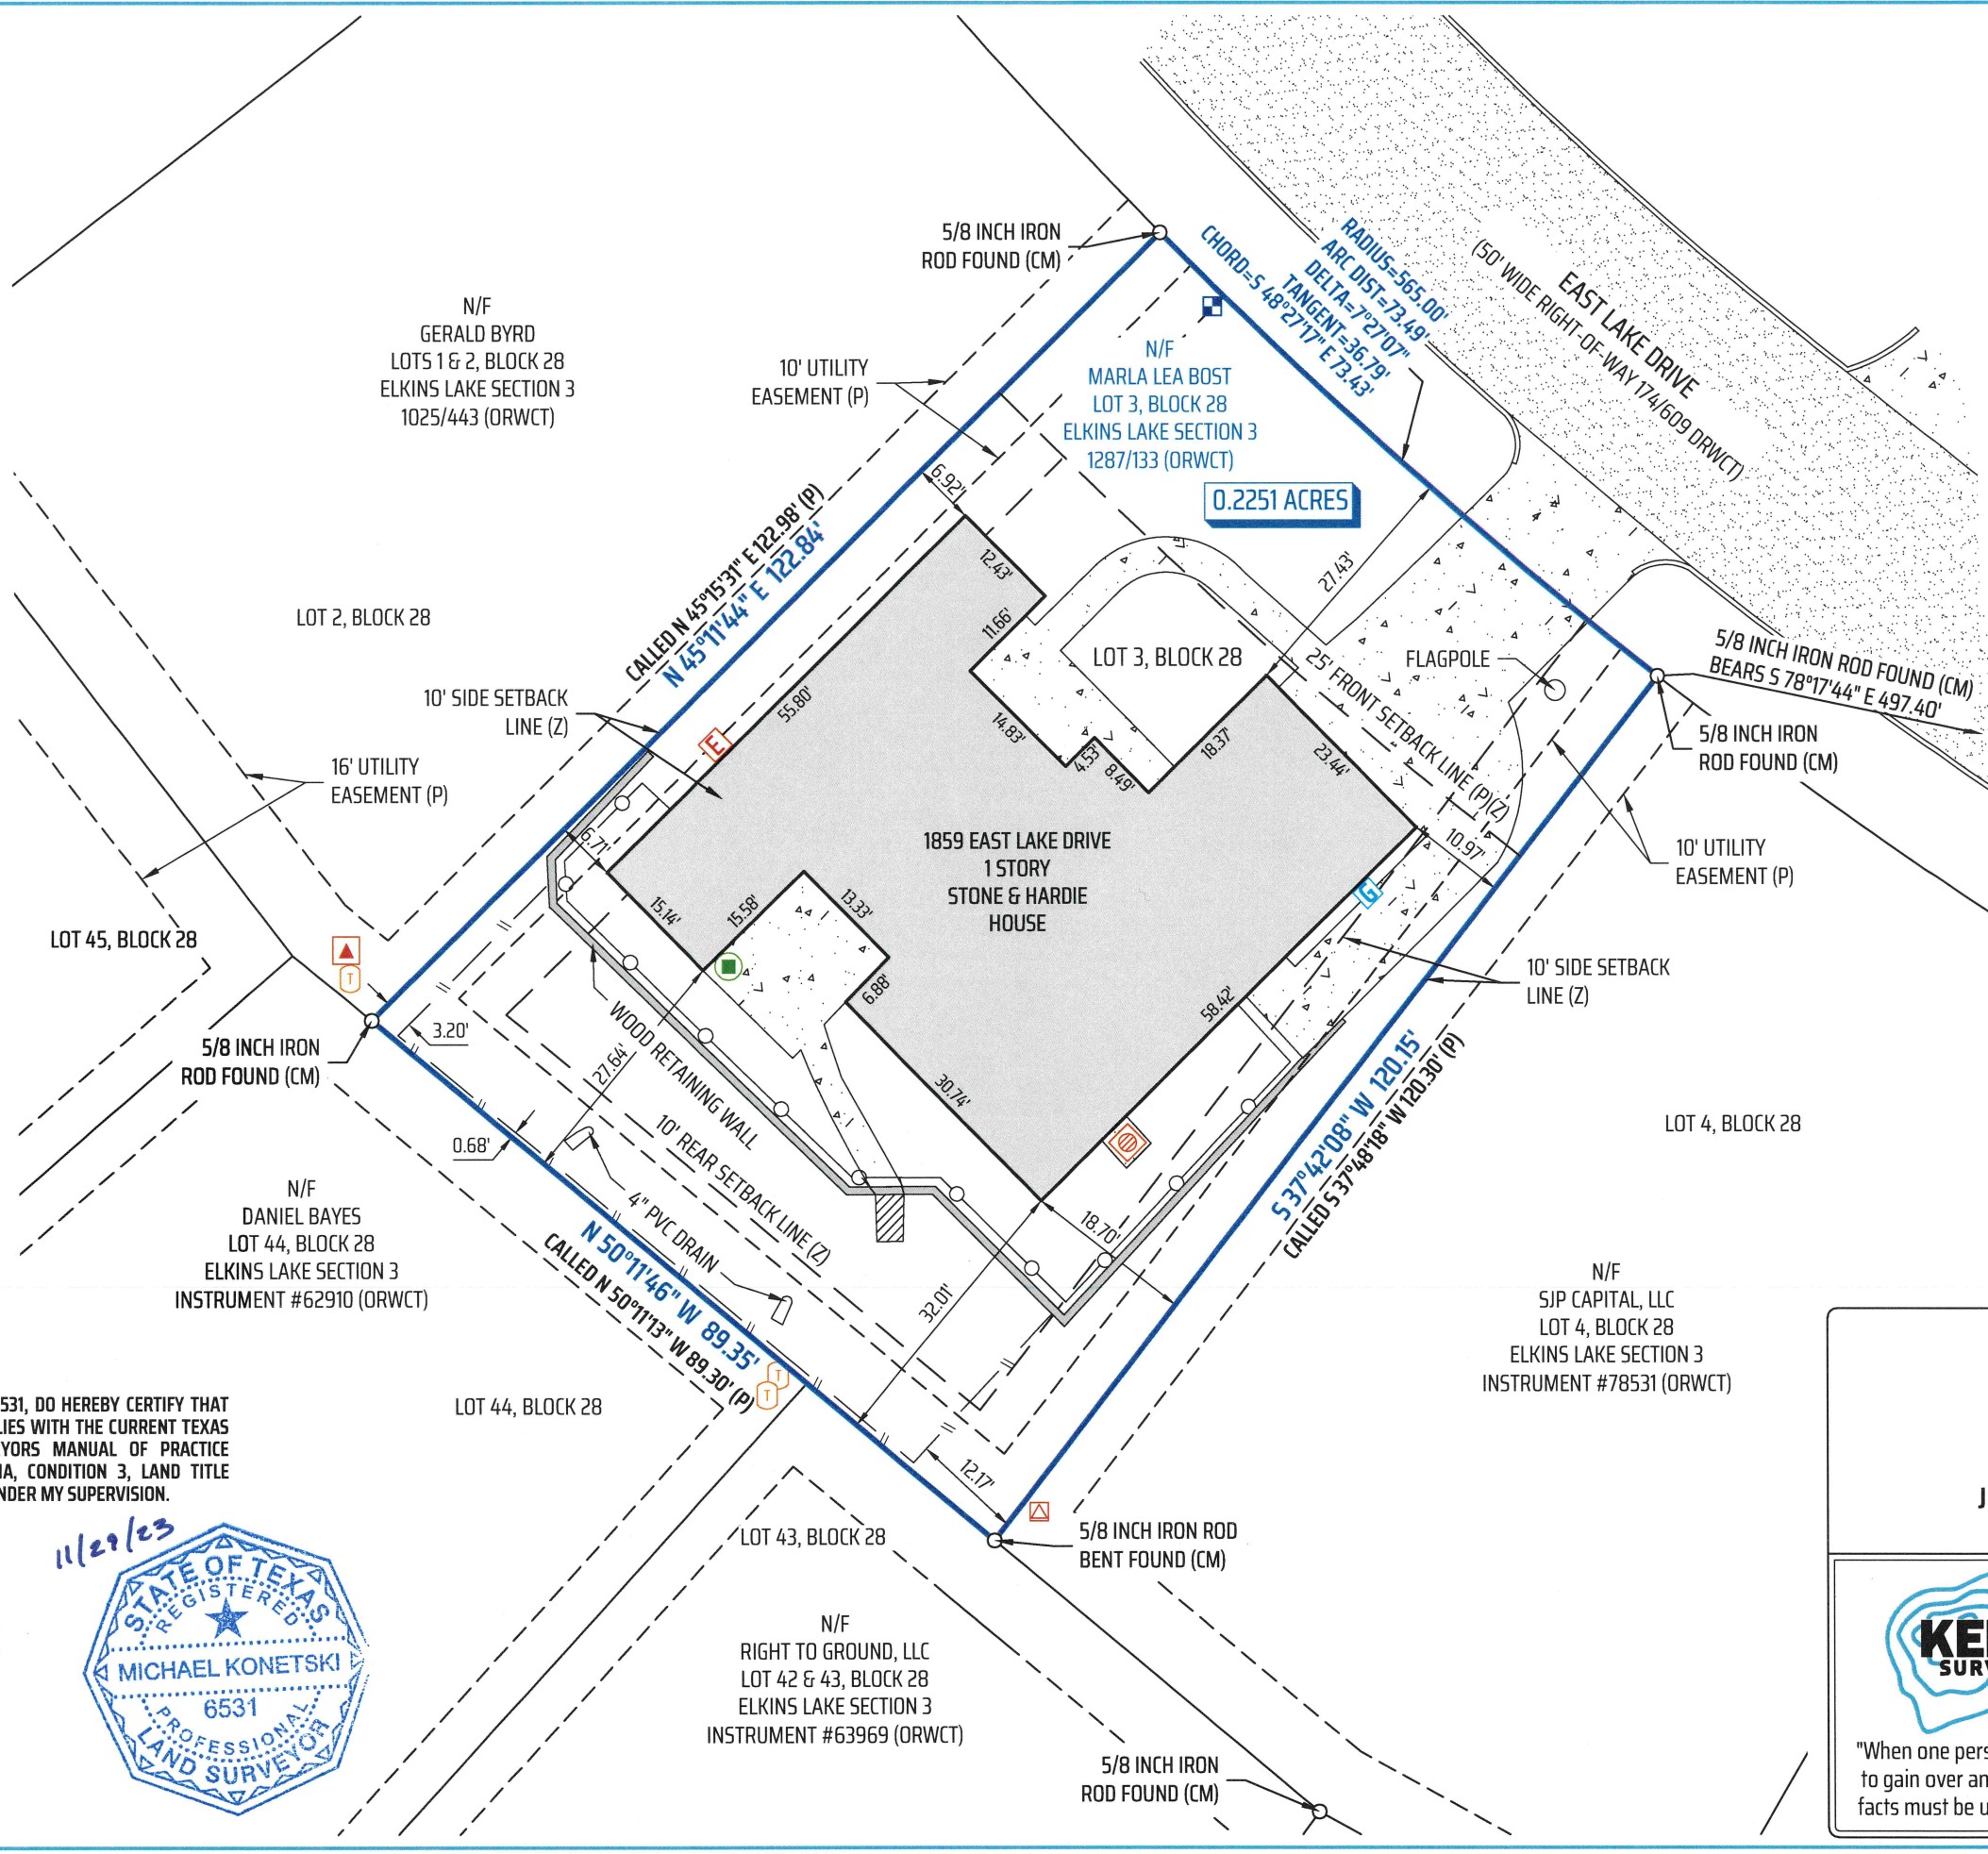 5/8 INCH IRON
ROD FOUND (CM)
RADIUS=565.00'
ARC DIST=73.49'
DELTA=7°27'07"
TANGENT=36.79'
CHORD=S 48°27'17" E 73.43'
EAST LAKE DRIVE
(50' WIDE RIGHT-OF-WAY 174/609 DRWCT)
N/F
GERALD BYRD
LOTS 1 & 2, BLOCK 28
ELKINS LAKE SECTION 3
1025/443 (ORWCT)
10' UTILITY
EASEMENT (P)
N/F
MARLA LEA BOST
LOT 3, BLOCK 28
ELKINS LAKE SECTION 3
1287/133 (ORWCT)
0.2251 ACRES
6.92'
CALLED N 45°15'31" E 122.98' (P)
N 45°11'44" E 122.84'
12.43'
11.66'
27.43'
LOT 2, BLOCK 28
LOT 3, BLOCK 28
25' FRONT SETBACK LINE (P)(Z)
FLAGPOLE
5/8 INCH IRON ROD FOUND (CM)
BEARS S 78°17'44" E 497.40'
10' SIDE SETBACK
LINE (Z)
55.80'
E
14.83'
4.53'
8.49'
18.37'
23.44'
5/8 INCH IRON
ROD FOUND (CM)
16' UTILITY
EASEMENT (P)
6.71'
1859 EAST LAKE DRIVE
1 STORY
STONE & HARDIE
HOUSE
10.97'
10' UTILITY
EASEMENT (P)
G
15.14'
15.58'
13.33'
6.88'
LOT 45, BLOCK 28
T
10' SIDE SETBACK
LINE (Z)
58.42'
3.20'
5/8 INCH IRON
ROD FOUND (CM)
27.64'
WOOD RETAINING WALL
30.74'
S 37°42'08" W 120.15'
CALLED S 37°48'18" W 120.30' (P)
LOT 4, BLOCK 28
0.68'
10' REAR SETBACK LINE (Z)
4" PVC DRAIN
18.70'
N/F
DANIEL BAYES
LOT 44, BLOCK 28
ELKINS LAKE SECTION 3
INSTRUMENT #62910 (ORWCT)
N 50°11'46" W 89.35'
CALLED N 50°11'13" W 89.30' (P)
32.01'
N/F
SJP CAPITAL, LLC
LOT 4, BLOCK 28
ELKINS LAKE SECTION 3
INSTRUMENT #78531 (ORWCT)
T
T
LOT 44, BLOCK 28
531, DO HEREBY CERTIFY THAT
LIES WITH THE CURRENT TEXAS
YORS MANUAL OF PRACTICE
IA, CONDITION 3, LAND TITLE
NDER MY SUPERVISION.
12.17'
J
11/29/23
LOT 43, BLOCK 28
5/8 INCH IRON ROD
BENT FOUND (CM)
STATE OF TEXAS
REGISTERED
MICHAEL KONETSKI
6531
PROFESSIONAL
LAND SURVEYOR
N/F
RIGHT TO GROUND, LLC
LOT 42 & 43, BLOCK 28
ELKINS LAKE SECTION 3
INSTRUMENT #63969 (ORWCT)
5/8 INCH IRON
ROD FOUND (CM)
KE
SUR
"When one pers
to gain over an
facts must be u